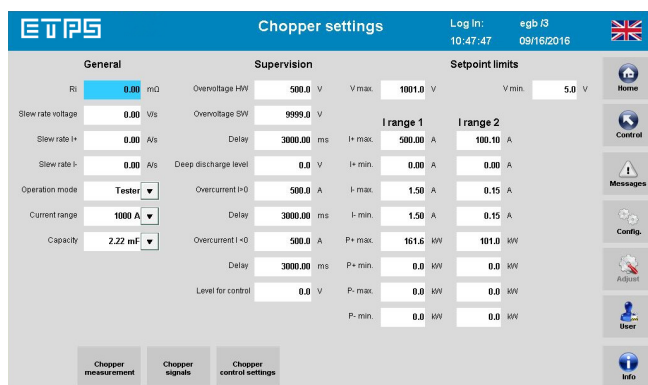 ETPS
Chopper settings
Log In: egb /3
10:47:47 09/16/2016
General
Ri 0.00 mΩ
Slew rate voltage 0.00 V/s
Slew rate I+ 0.00 A/s
Slew rate I- 0.00 A/s
Operation mode Tester
Current range 1000 A
Capacity 2.22 mF
Supervision
Overvoltage HW 500.0 V
Overvoltage SW 9999.0 V
Delay 3000.00 ms
Deep discharge level 0.0 V
Overcurrent I>0 500.0 A
Delay 3000.00 ms
Overcurrent I <0 500.0 A
Delay 3000.00 ms
Level for control 0.0 V
Setpoint limits
V max. 1001.0 V V min. 5.0 V
I range 1 I range 2
I+ max. 500.00 A 100.10 A
I+ min. 0.00 A 0.00 A
I- max. 1.50 A 0.15 A
I- min. 1.50 A 0.15 A
P+ max. 161.6 kW 101.0 kW
P+ min. 0.0 kW 0.0 kW
P- max. 0.0 kW 0.0 kW
P- min. 0.0 kW 0.0 kW
Home
Control
Messages
Config.
Adjust
User
Info
Chopper
measurement
Chopper
signals
Chopper
control settings